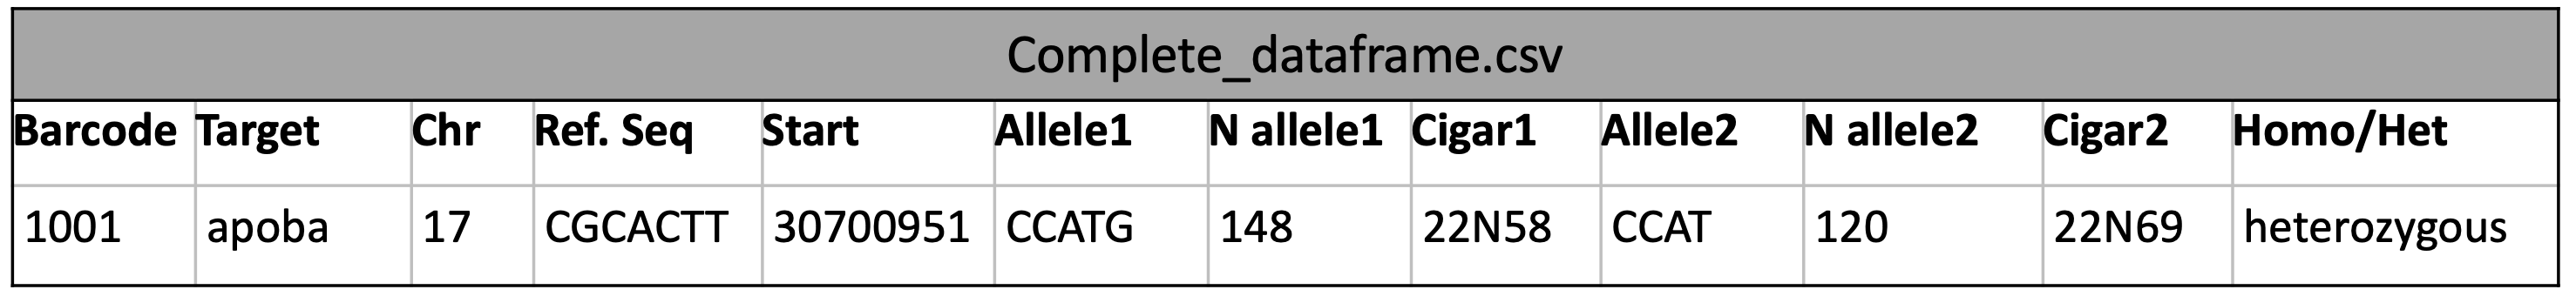 Complete_dataframe.csv
Barcode Target Chr Ref. Seq Start Allele1 N allele1 Cigar1 Allele2 N allele2 Cigar2 Homo/Het
1001 apoba 17 CGCACTT 30700951 CCATG 148 22N58 CCAT 120 22N69 heterozygous